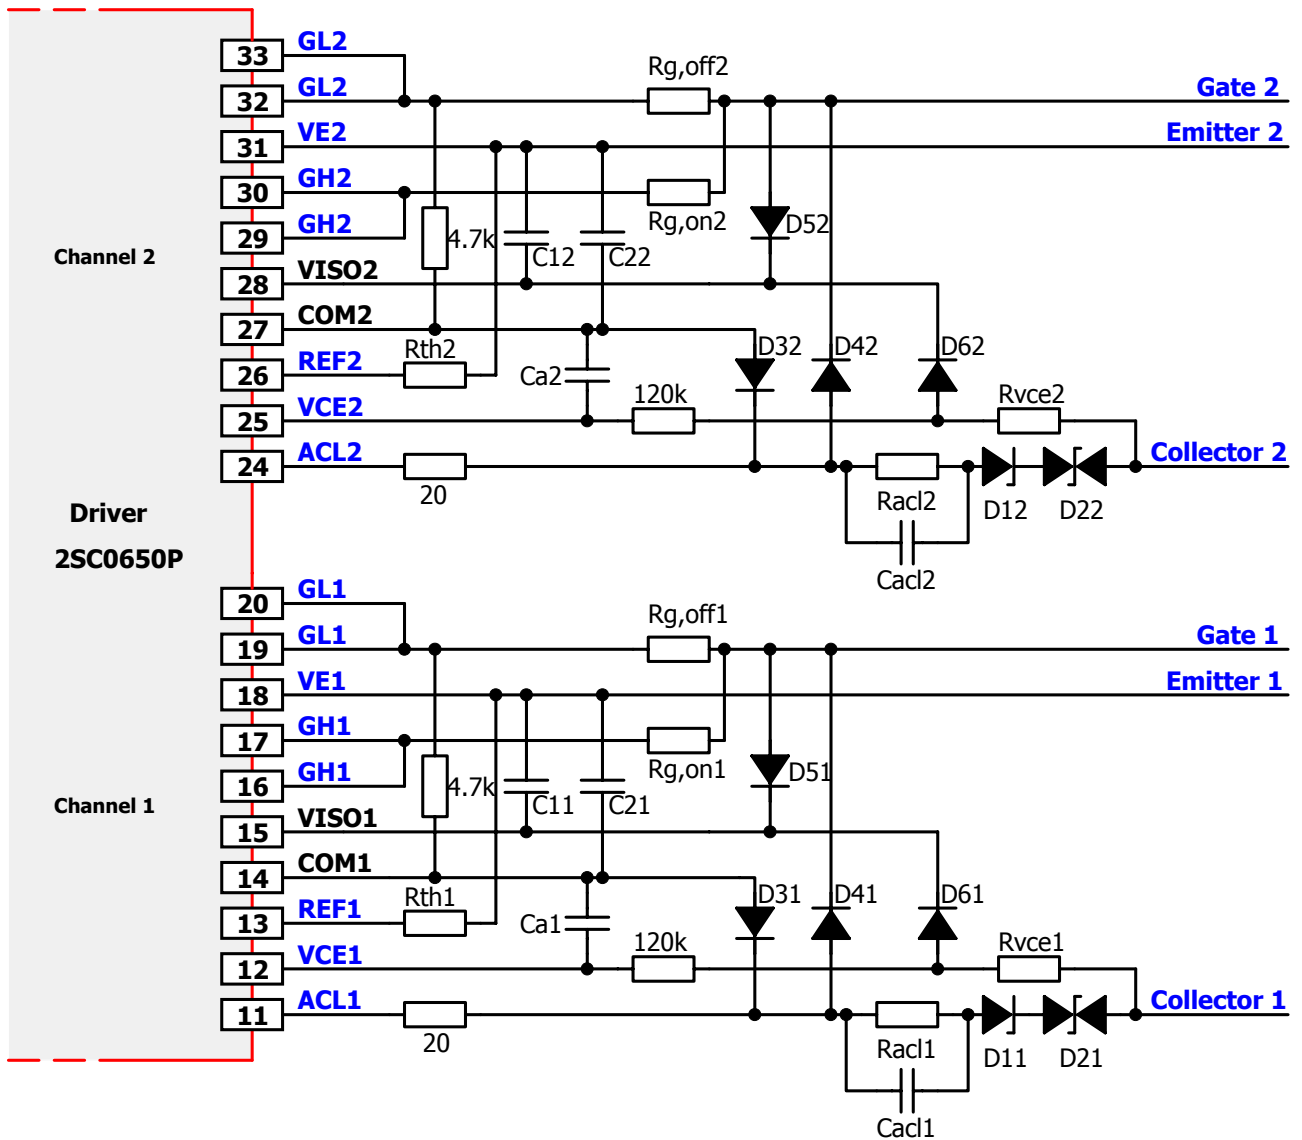 33 GL2
32 GL2 Rg,off2 Gate 2
31 VE2 Emitter 2
30 GH2
29 GH2 4.7k Rg,on2 D52
Channel 2 C12 C22
28 VISO2
27 COM2
26 REF2 Rth2 Ca2 D32 D42 D62
25 VCE2 120k Rvce2
24 ACL2 Collector 2
20 Racl2 D12 D22
Driver
2SC0650P
Cacl2
20 GL1
19 GL1 Rg,off1 Gate 1
18 VE1 Emitter 1
17 GH1
16 GH1 4.7k Rg,on1 D51
Channel 1 C11 C21
15 VISO1
14 COM1
13 REF1 Rth1 Ca1 D31 D41 D61
12 VCE1 120k Rvce1
11 ACL1 Collector 1
20 Racl1 D11 D21
Cacl1